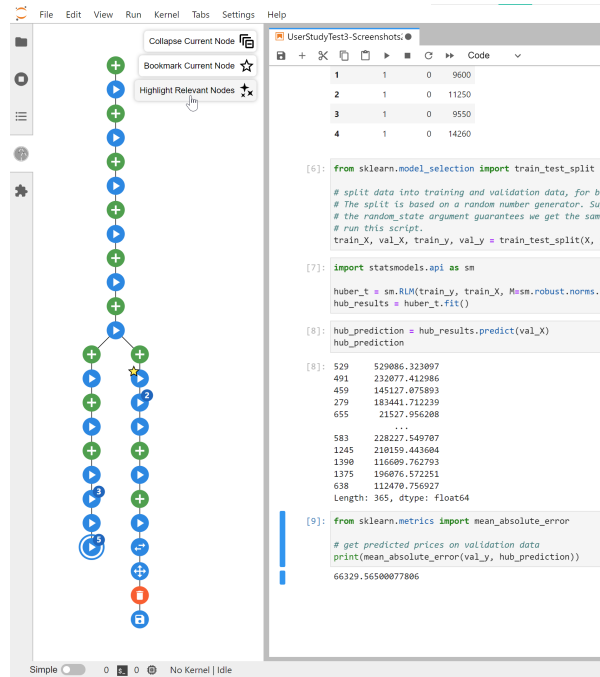 File Edit View Run Kernel Tabs Settings Help
Collapse Current Node
Bookmark Current Node
Highlight Relevant Nodes
2
3
5
UserStudyTest3-Screenshots2
Code
1 1 0 9600
2 1 0 11250
3 1 0 9550
4 1 0 14260
[6]: from sklearn.model_selection import train_test_split
# split data into training and validation data, for b
# The split is based on a random number generator. Su
# the random_state argument guarantees we get the sam
# run this script.
train_X, val_X, train_y, val_y = train_test_split(X,
[7]: import statsmodels.api as sm
huber_t = sm.RLM(train_y, train_X, M=sm.robust.norms.
hub_results = huber_t.fit()
[8]: hub_prediction = hub_results.predict(val_X)
hub_prediction
[8]: 529 529086.323097
491 232077.412986
459 145127.075893
279 183441.712239
655 21527.956208
...
583 228227.549707
1245 210159.443604
1390 116609.762793
1375 196076.572251
638 112470.756927
Length: 365, dtype: float64
[9]: from sklearn.metrics import mean_absolute_error
# get predicted prices on validation data
print(mean_absolute_error(val_y, hub_prediction))
66329.56500077806
Simple 0 $_ 0 No Kernel | Idle